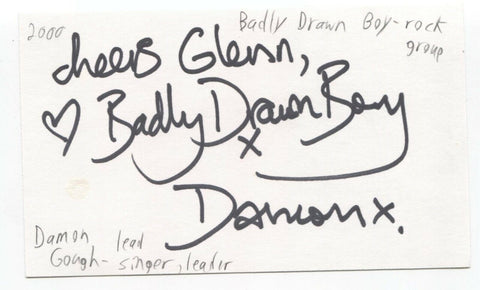 2000
Badly Drawn Boy-rock
group
cheers Glenn,
♡ Badly Drawn Boy
x
Damon x.
Damon lead
Gough- singer, leader